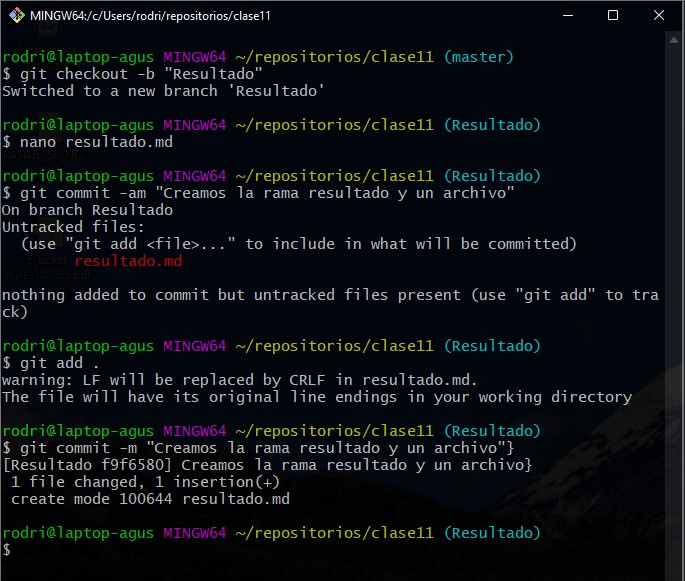 MINGW64:/c/Users/rodri/repositorios/clase11
rodri@laptop-agus MINGW64 ~/repositorios/clase11 (master)
$ git checkout -b "Resultado"
Switched to a new branch 'Resultado'
rodri@laptop-agus MINGW64 ~/repositorios/clase11 (Resultado)
$ nano resultado.md
rodri@laptop-agus MINGW64 ~/repositorios/clase11 (Resultado)
$ git commit -am "Creamos la rama resultado y un archivo"
On branch Resultado
Untracked files:
  (use "git add <file>..." to include in what will be committed)
        resultado.md
nothing added to commit but untracked files present (use "git add" to tra
ck)
rodri@laptop-agus MINGW64 ~/repositorios/clase11 (Resultado)
$ git add .
warning: LF will be replaced by CRLF in resultado.md.
The file will have its original line endings in your working directory
rodri@laptop-agus MINGW64 ~/repositorios/clase11 (Resultado)
$ git commit -m "Creamos la rama resultado y un archivo"}
[Resultado f9f6580] Creamos la rama resultado y un archivo}
 1 file changed, 1 insertion(+)
 create mode 100644 resultado.md
rodri@laptop-agus MINGW64 ~/repositorios/clase11 (Resultado)
$